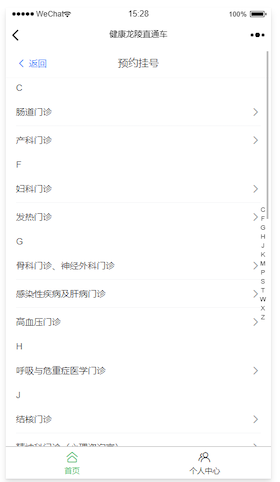 WeChat 15:28 100%
健康龙陵直通车
返回 预约挂号
C
肠道门诊
产科门诊
F
妇科门诊
发热门诊
G
骨科门诊、神经外科门诊
感染性疾病及肝病门诊
高血压门诊
H
呼吸与危重症医学门诊
J
结核门诊
C
F
G
H
J
K
M
P
S
T
W
X
Z
首页 个人中心